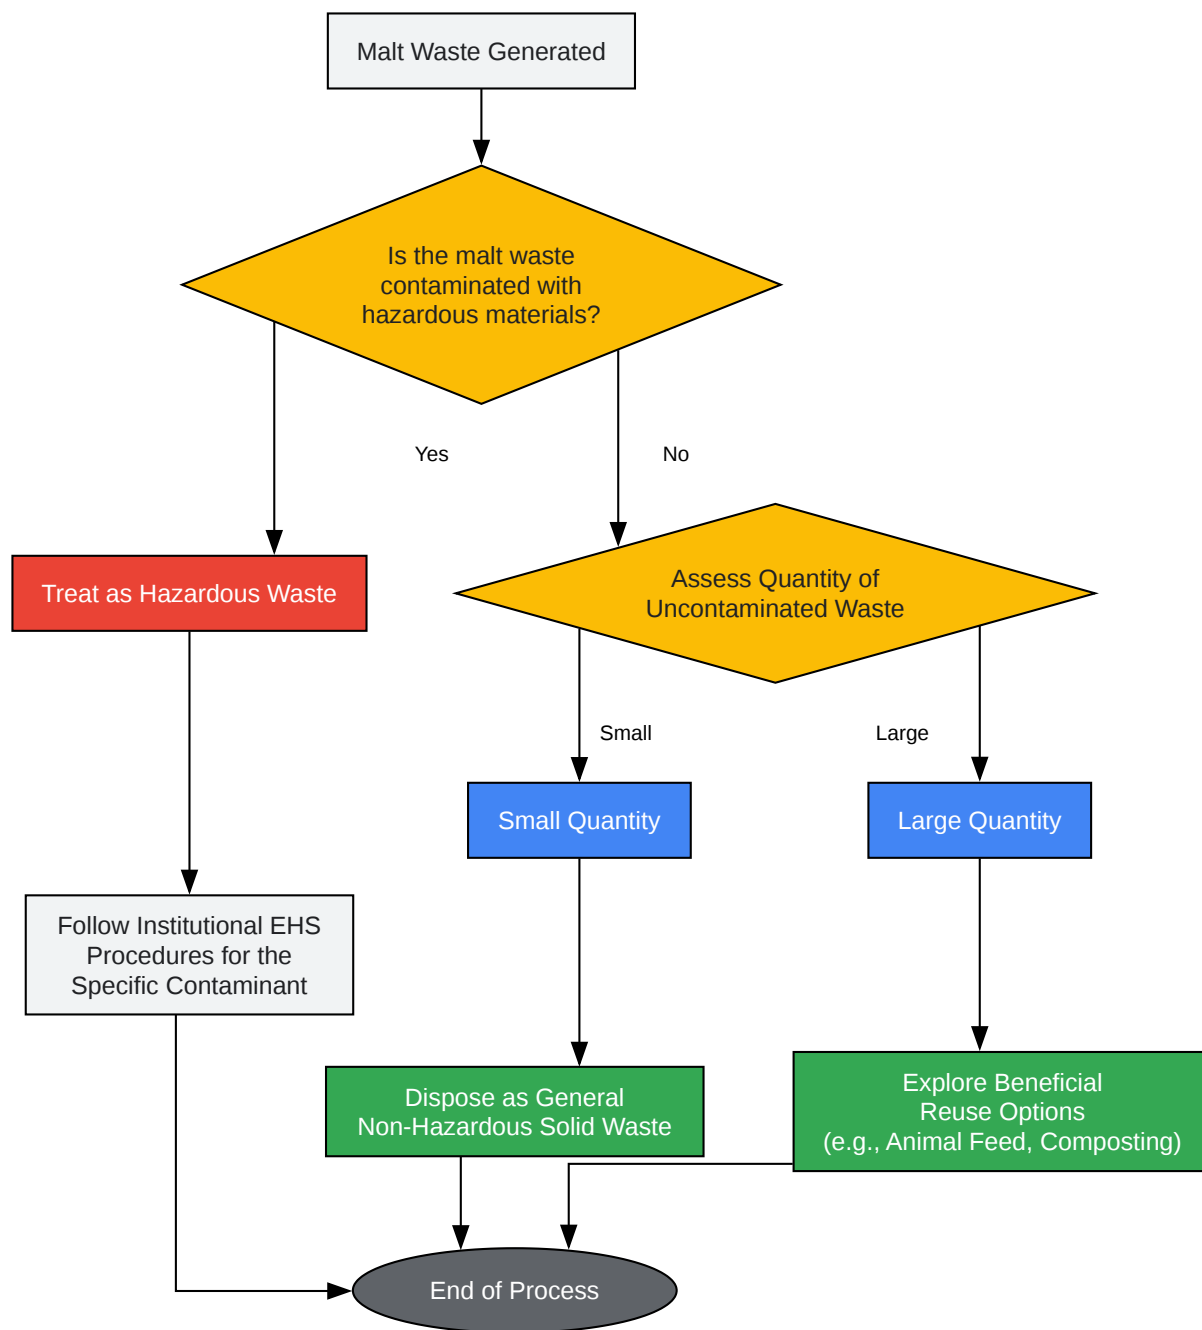 Malt Waste Generated
Is the malt waste
contaminated with
hazardous materials?
Yes
No
Treat as Hazardous Waste
Assess Quantity of
Uncontaminated Waste
Small
Large
Small Quantity
Large Quantity
Follow Institutional EHS
Procedures for the
Specific Contaminant
Dispose as General
Non-Hazardous Solid Waste
Explore Beneficial
Reuse Options
(e.g., Animal Feed, Composting)
End of Process